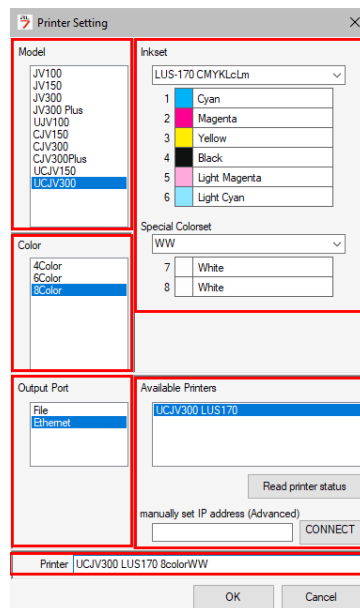 Printer Setting
Model
JV100
JV150
JV300
JV300 Plus
UJV100
CJV150
CJV300
CJV300Plus
UCJV150
UCJV300
Inkset
LUS-170 CMYKLcLm
1 Cyan
2 Magenta
3 Yellow
4 Black
5 Light Magenta
6 Light Cyan
Special Colorset
WW
7 White
8 White
Color
4Color
6Color
8Color
Output Port
File
Ethernet
Available Printers
UCJV300 LUS170
Read printer status
manually set IP address (Advanced)
CONNECT
Printer UCJV300 LUS170 8colorWW
OK Cancel